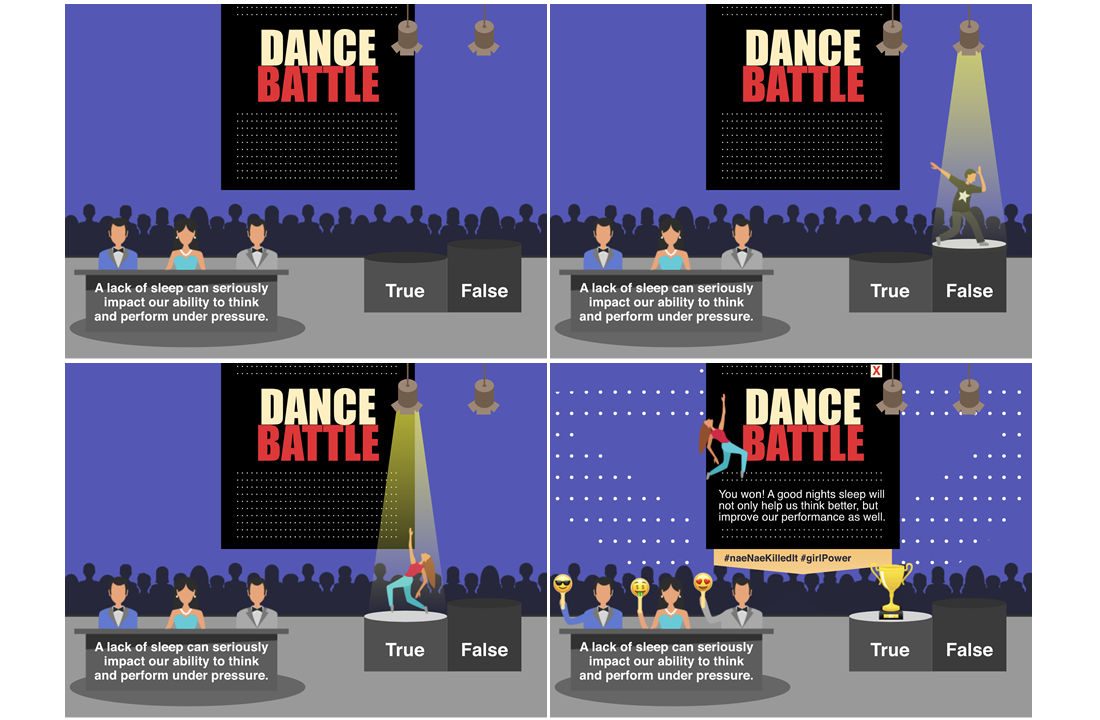 DANCE
BATTLE
A lack of sleep can seriously
impact our ability to think
and perform under pressure.
True
False
DANCE
BATTLE
A lack of sleep can seriously
impact our ability to think
and perform under pressure.
True
False
DANCE
BATTLE
A lack of sleep can seriously
impact our ability to think
and perform under pressure.
True
False
X
DANCE
BATTLE
You won! A good nights sleep will
not only help us think better, but
improve our performance as well.
#naeNaeKilledIt #girlPower
A lack of sleep can seriously
impact our ability to think
and perform under pressure.
True
False